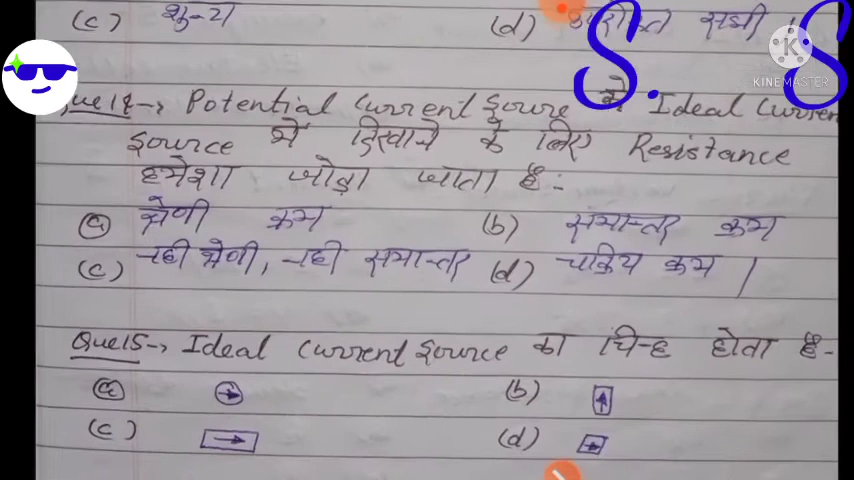 (c) शुन्य (d) उपरोक्त सभी
Que14→ Potential Current Soure को Ideal Current
Source में दिखाने के लिए Resistance
हमेशा जोड़ा जाता है:-
(a) श्रेणी क्रम (b) समान्तर क्रम
(c) नही श्रेणी, नही समान्तर (d) चक्रिय क्रम।
Que15→ Ideal Current Source का चिन्ह होता है-
(a) (b)
(c) (d)
S. S
K
KINEMASTER